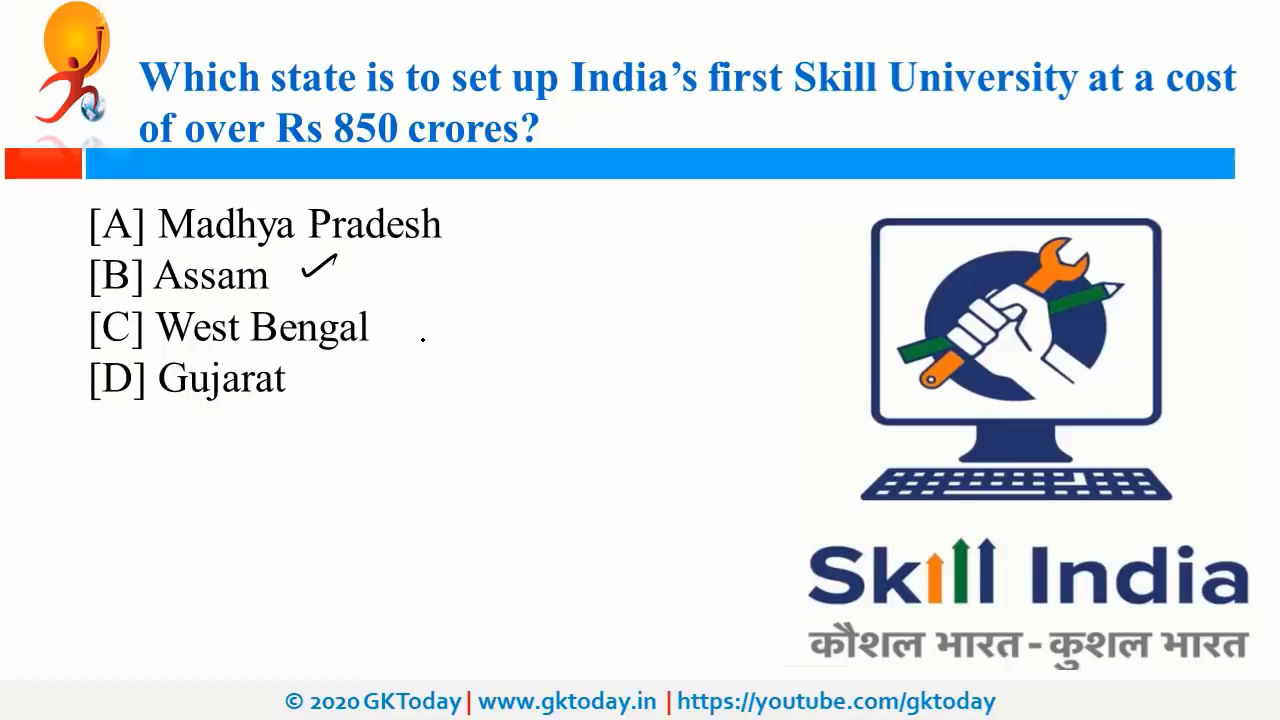 Which state is to set up India’s first Skill University at a cost
of over Rs 850 crores?
[A] Madhya Pradesh
[B] Assam
[C] West Bengal
[D] Gujarat
Skill India
कौशल भारत - कुशल भारत
© 2020 GKToday | www.gktoday.in | https://youtube.com/gktoday